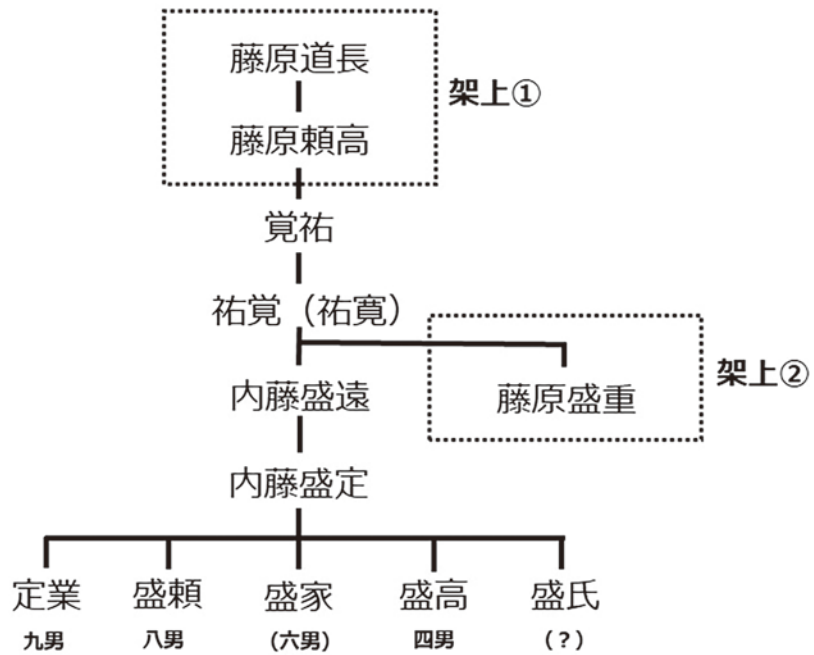 藤原道長
架上①
藤原頼高
覚祐
祐覚（祐寛）
内藤盛遠
藤原盛重
架上②
内藤盛定
定業 盛頼 盛家 盛高 盛氏
九男 八男 (六男) 四男 (？)